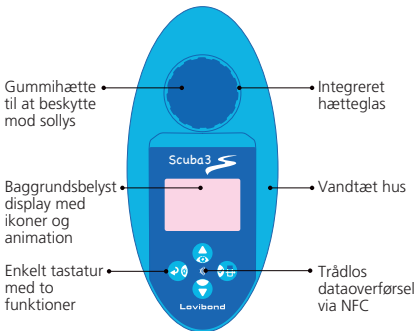 Gummihætte
til at beskytte
mod sollys
Integreret
hætteglas
Scuba3
Baggrundsbelyst
display med
ikoner og
animation
Vandtæt hus
Enkelt tastatur
med to
funktioner
Trådløs
dataoverførsel
via NFC
Lovibond